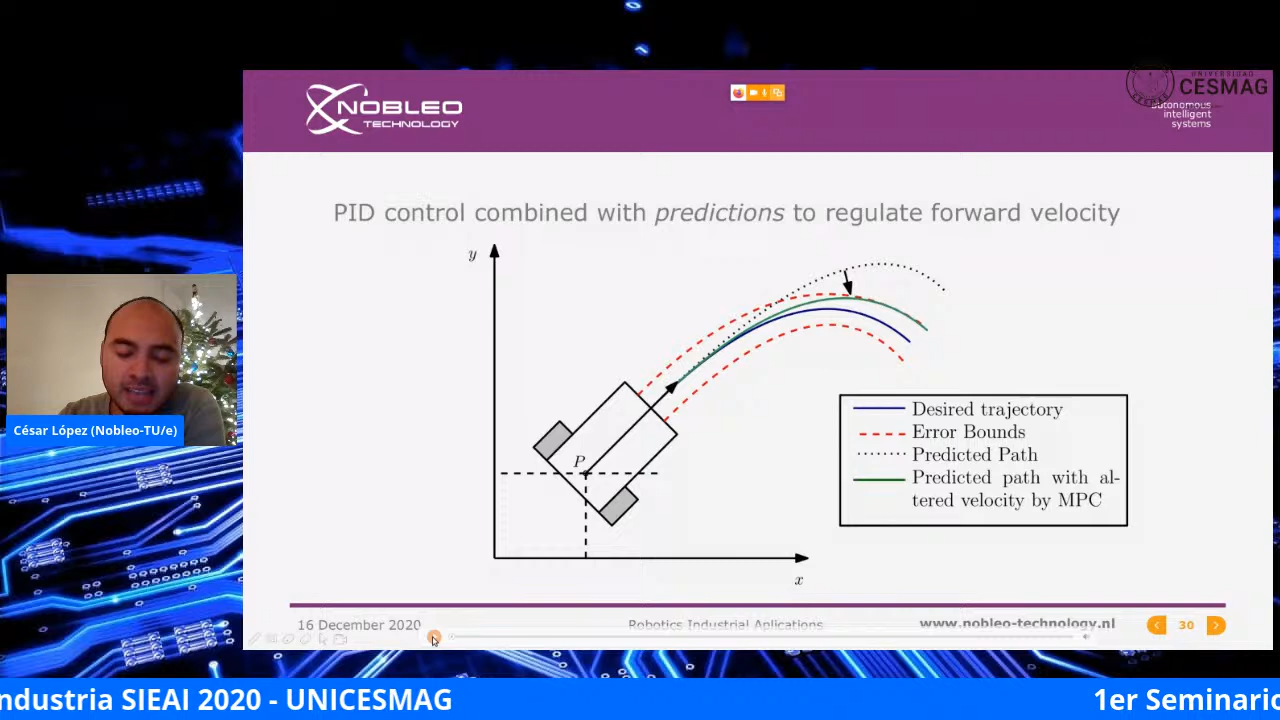 NOBLEO
TECHNOLOGY
UNIVERSIDAD
CESMAG
autonomous
intelligent
systems
PID control combined with predictions to regulate forward velocity
y
P
x
Desired trajectory
Error Bounds
Predicted Path
Predicted path with al-
tered velocity by MPC
César López (Nobleo-TU/e)
16 December 2020
Robotics Industrial Aplications
www.nobleo-technology.nl
30
ndustria SIEAI 2020 - UNICESMAG
1er Seminario